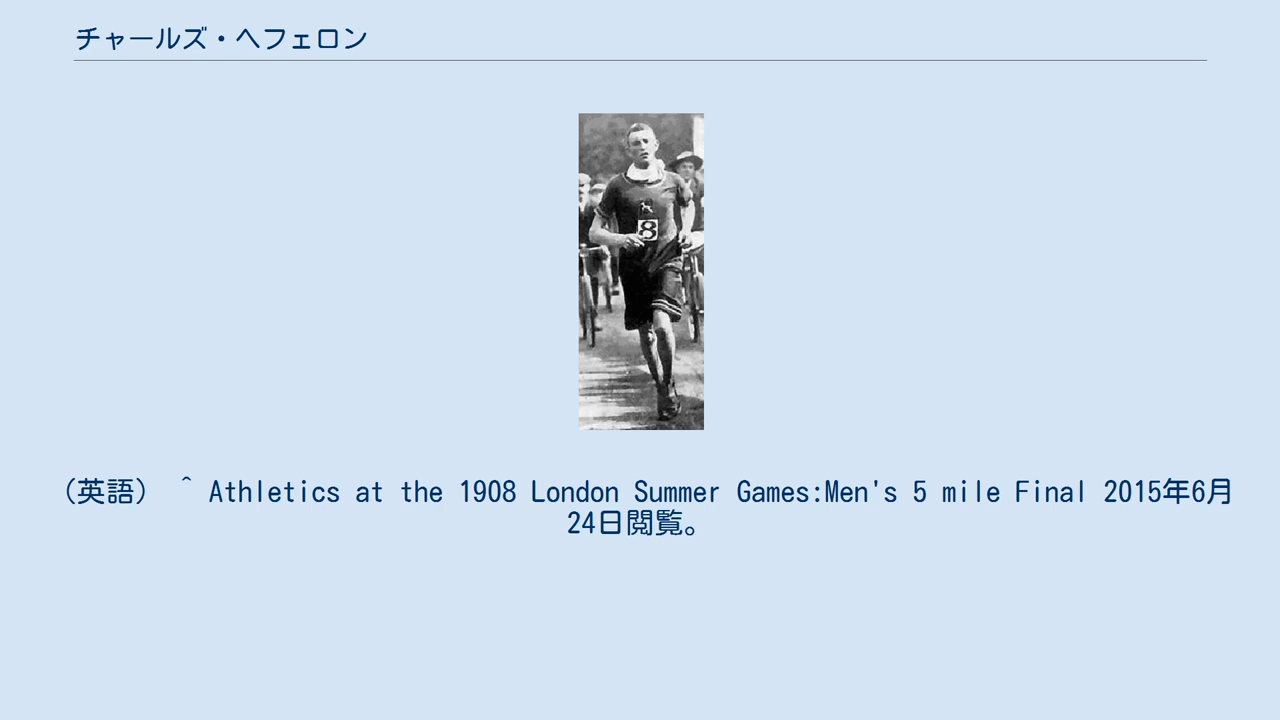 チャールズ・ヘフェロン
8
（英語） ^ Athletics at the 1908 London Summer Games:Men's 5 mile Final 2015年6月
24日閲覧。